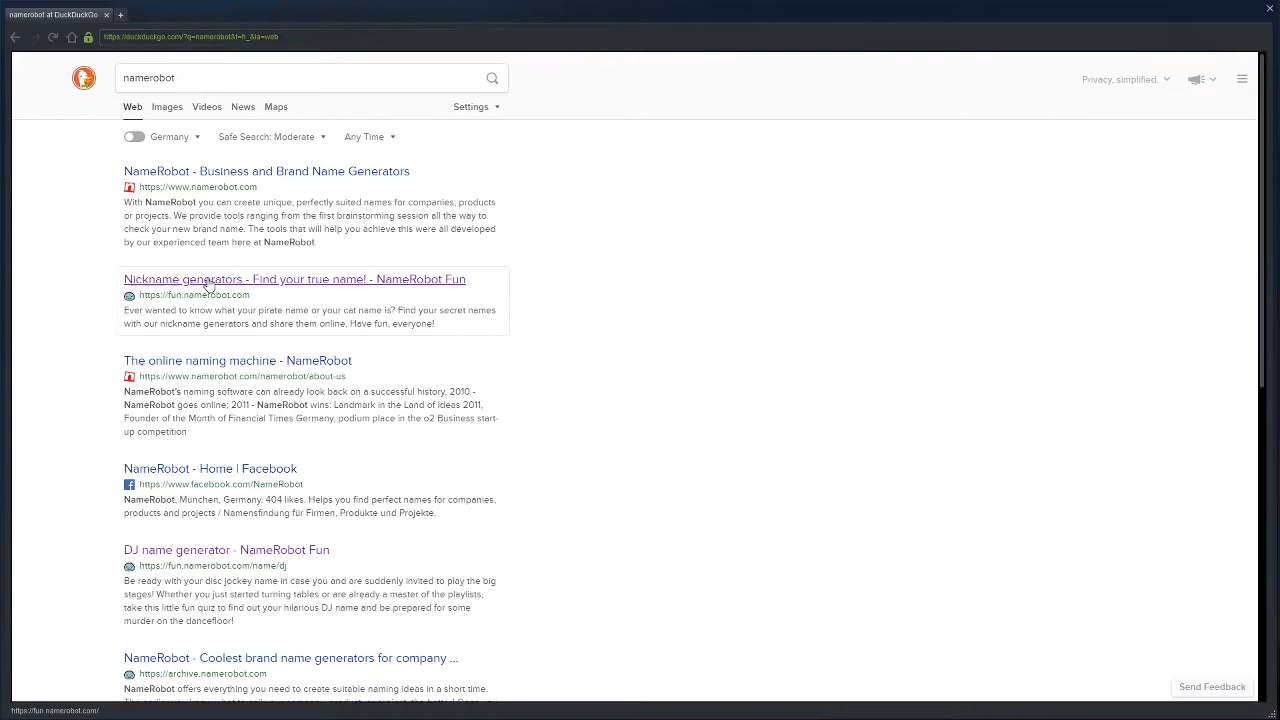 namerobot at DuckDuckGo
https://duckduckgo.com/?q=namerobot&t=h_&ia=web
namerobot
Privacy, simplified.
Web Images Videos News Maps Settings
Germany Safe Search: Moderate Any Time
NameRobot - Business and Brand Name Generators
https://www.namerobot.com
With NameRobot you can create unique, perfectly suited names for companies, products
or projects. We provide tools ranging from the first brainstorming session all the way to
check your new brand name. The tools that will help you achieve this were all developed
by our experienced team here at NameRobot.
Nickname generators - Find your true name! - NameRobot Fun
https://fun.namerobot.com
Ever wanted to know what your pirate name or your cat name is? Find your secret names
with our nickname generators and share them online. Have fun, everyone!
The online naming machine - NameRobot
https://www.namerobot.com/namerobot/about-us
NameRobot's naming software can already look back on a successful history. 2010 -
NameRobot goes online; 2011 - NameRobot wins: Landmark in the Land of Ideas 2011,
Founder of the Month of Financial Times Germany, podium place in the o2 Business start-
up competition
NameRobot - Home | Facebook
https://www.facebook.com/NameRobot
NameRobot, München, Germany. 404 likes. Helps you find perfect names for companies,
products and projects / Namensfindung für Firmen, Produkte und Projekte.
DJ name generator - NameRobot Fun
https://fun.namerobot.com/name/dj
Be ready with your disc jockey name in case you and are suddenly invited to play the big
stages! Whether you just started turning tables or are already a master of the playlists,
take this little fun quiz to find out your hilarious DJ name and be prepared for some
murder on the dancefloor!
NameRobot - Coolest brand name generators for company ...
https://archive.namerobot.com
NameRobot offers everything you need to create suitable naming ideas in a short time.
Send Feedback
https://fun.namerobot.com/